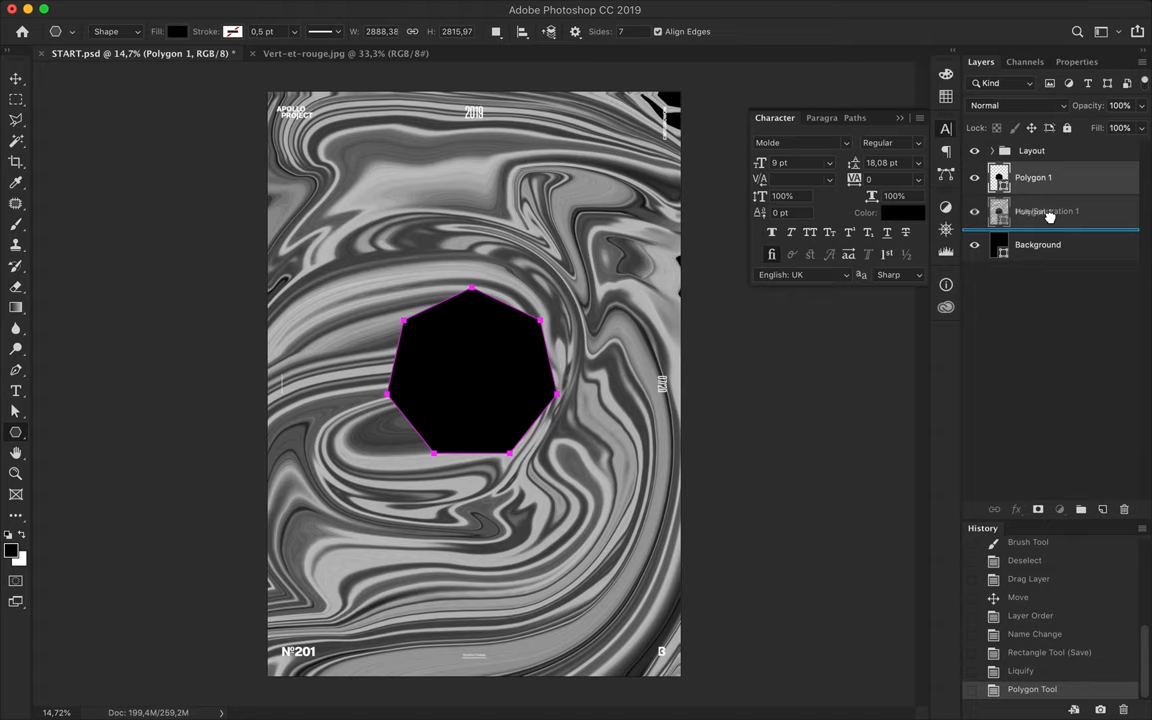 Adobe Photoshop CC 2019
Shape Fill: Stroke: 0,5 pt W: 2888,38 H: 2815,97 Sides: 7 Align Edges
START.psd @ 14,7% (Polygon 1, RGB/8) * Vert-et-rouge.jpg @ 33,3% (RGB/8#)
APOLLO
PROJECT
2019
07/20
Nº201
B
Character Paragra Paths
Molde Regular
9 pt 18,08 pt
0
100% 100%
0 pt Color:
English: UK Sharp
Layers Channels Properties
Kind
Normal Opacity: 100%
Lock: Fill: 100%
Layout
Polygon 1
Background
History
Brush Tool
Deselect
Drag Layer
Move
Layer Order
Name Change
Rectangle Tool (Save)
Liquify
Polygon Tool
14,72% Doc: 199,4M/259,2M